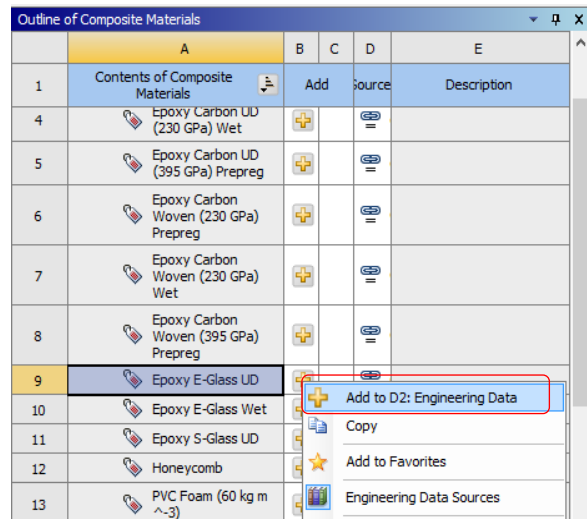 Outline of Composite Materials
A B C D E
1 Contents of Composite Materials Add Source Description
4 Epoxy Carbon UD
(230 GPa) Wet
5 Epoxy Carbon UD
(395 GPa) Prepreg
6 Epoxy Carbon
Woven (230 GPa)
Prepreg
7 Epoxy Carbon
Woven (230 GPa)
Wet
8 Epoxy Carbon
Woven (395 GPa)
Prepreg
9 Epoxy E-Glass UD
Add to D2: Engineering Data
10 Epoxy E-Glass Wet
Copy
11 Epoxy S-Glass UD
12 Honeycomb
Add to Favorites
13 PVC Foam (60 kg m
^-3)
Engineering Data Sources